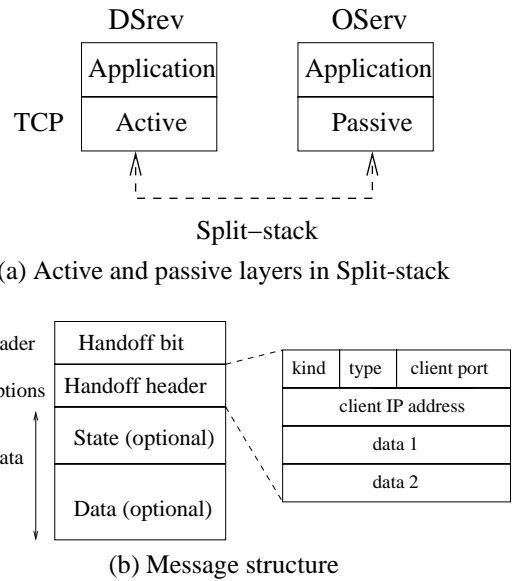 DSrev OServ
Application Application
TCP Active Passive
Split–stack
(a) Active and passive layers in Split-stack
Handoff bit
Handoff header
State (optional)
Data (optional)
kind type client port
client IP address
data 1
data 2
(b) Message structure